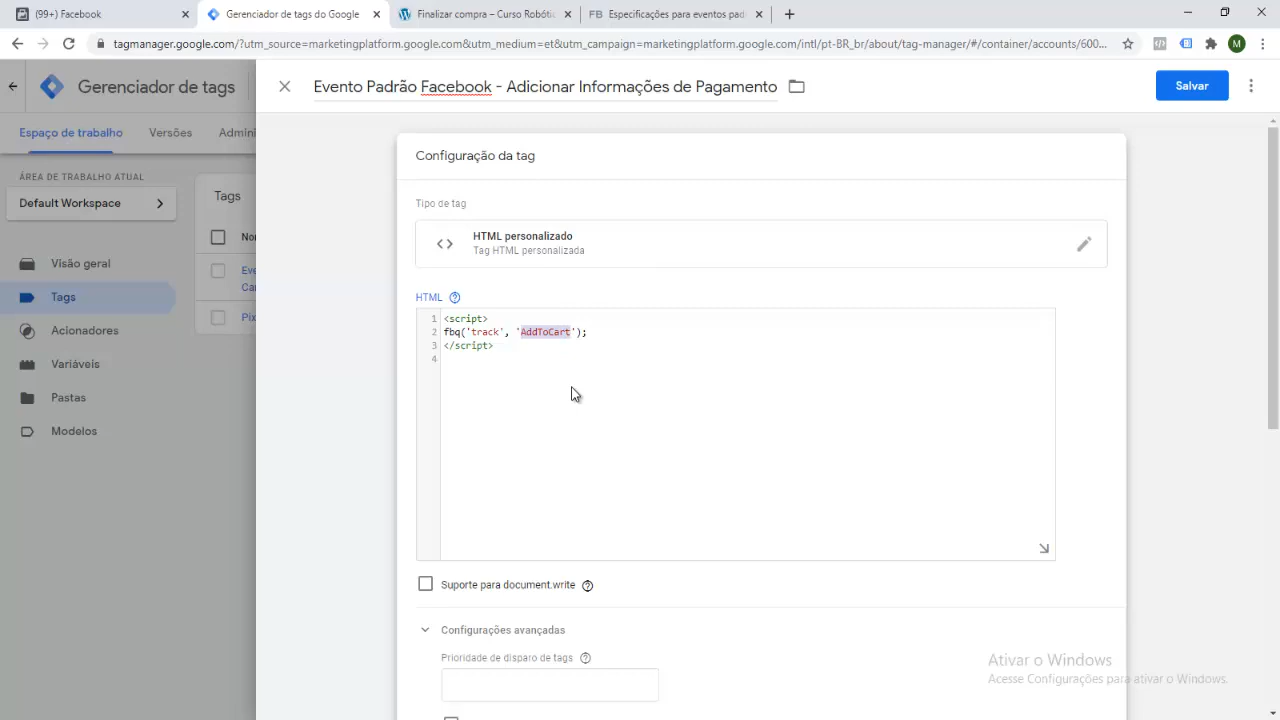 (99+) Facebook
Gerenciador de tags do Google
Finalizar compra – Curso Robótic
FB Especificações para eventos pad
tagmanager.google.com/?utm_source=marketingplatform.google.com&utm_medium=et&utm_campaign=marketingplatform.google.com/intl/pt-BR_br/about/tag-manager/#/container/accounts/600...
M
Gerenciador de tags
Evento Padrão Facebook - Adicionar Informações de Pagamento
Salvar
Espaço de trabalho
Versões
Admini
ÁREA DE TRABALHO ATUAL
Default Workspace
Visão geral
Tags
Acionadores
Variáveis
Pastas
Modelos
Tags
Nor
Eve
Ca
Pix
Configuração da tag
Tipo de tag
HTML personalizado
Tag HTML personalizada
HTML
1 <script>
2 fbq('track', 'AddToCart');
3 </script>
4
Suporte para document.write
Configurações avançadas
Prioridade de disparo de tags
Ativar o Windows
Acesse Configurações para ativar o Windows.